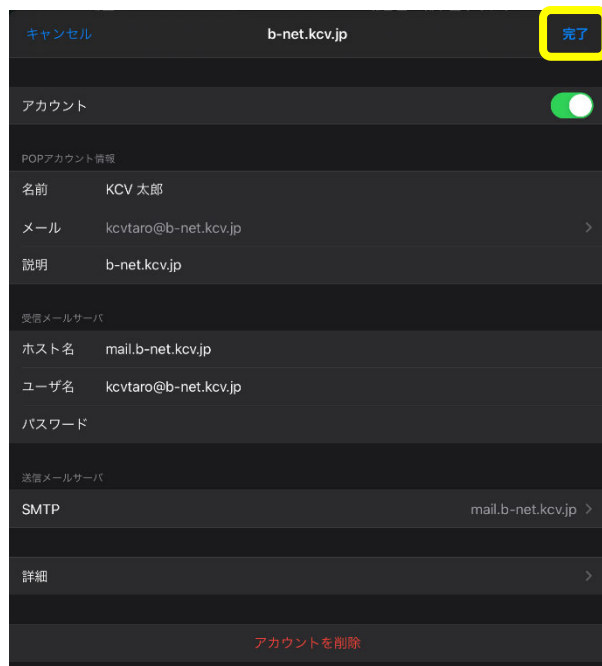 キャンセル b-net.kcv.jp 完了
アカウント
POPアカウント情報
名前 KCV 太郎
メール kcvtaro@b-net.kcv.jp
説明 b-net.kcv.jp
受信メールサーバ
ホスト名 mail.b-net.kcv.jp
ユーザ名 kcvtaro@b-net.kcv.jp
パスワード
送信メールサーバ
SMTP mail.b-net.kcv.jp
詳細
アカウントを削除